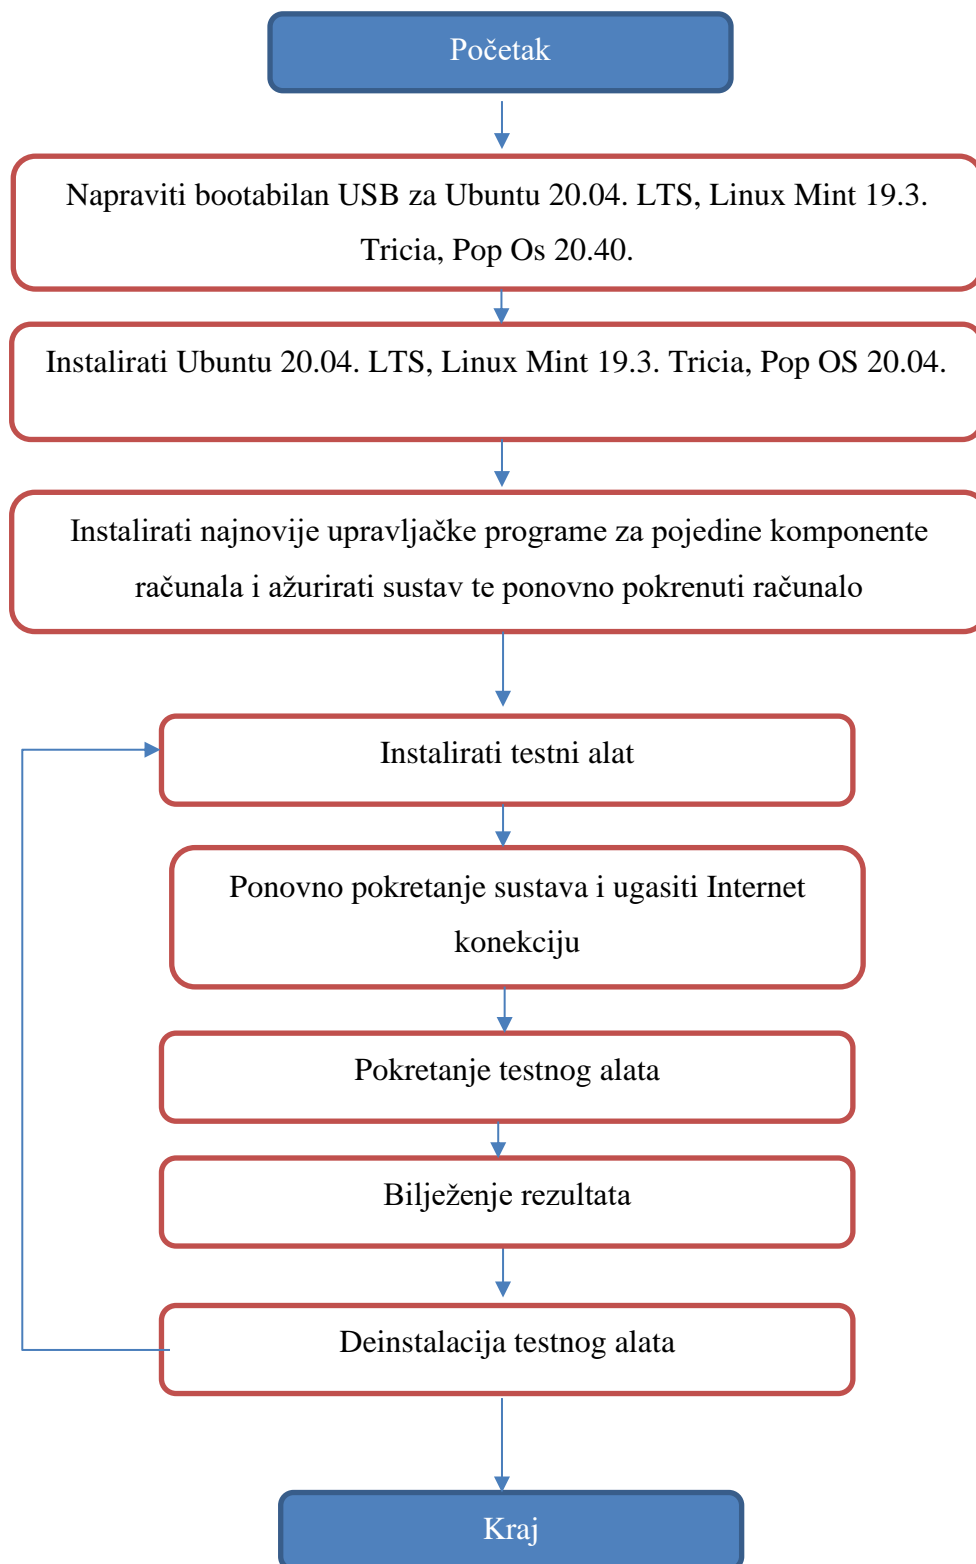 Početak
Napraviti bootabilan USB za Ubuntu 20.04. LTS, Linux Mint 19.3.
Tricia, Pop Os 20.40.
Instalirati Ubuntu 20.04. LTS, Linux Mint 19.3. Tricia, Pop OS 20.04.
Instalirati najnovije upravljačke programe za pojedine komponente
računala i ažurirati sustav te ponovno pokrenuti računalo
Instalirati testni alat
Ponovno pokretanje sustava i ugasiti Internet
konekciju
Pokretanje testnog alata
Bilježenje rezultata
Deinstalacija testnog alata
Kraj